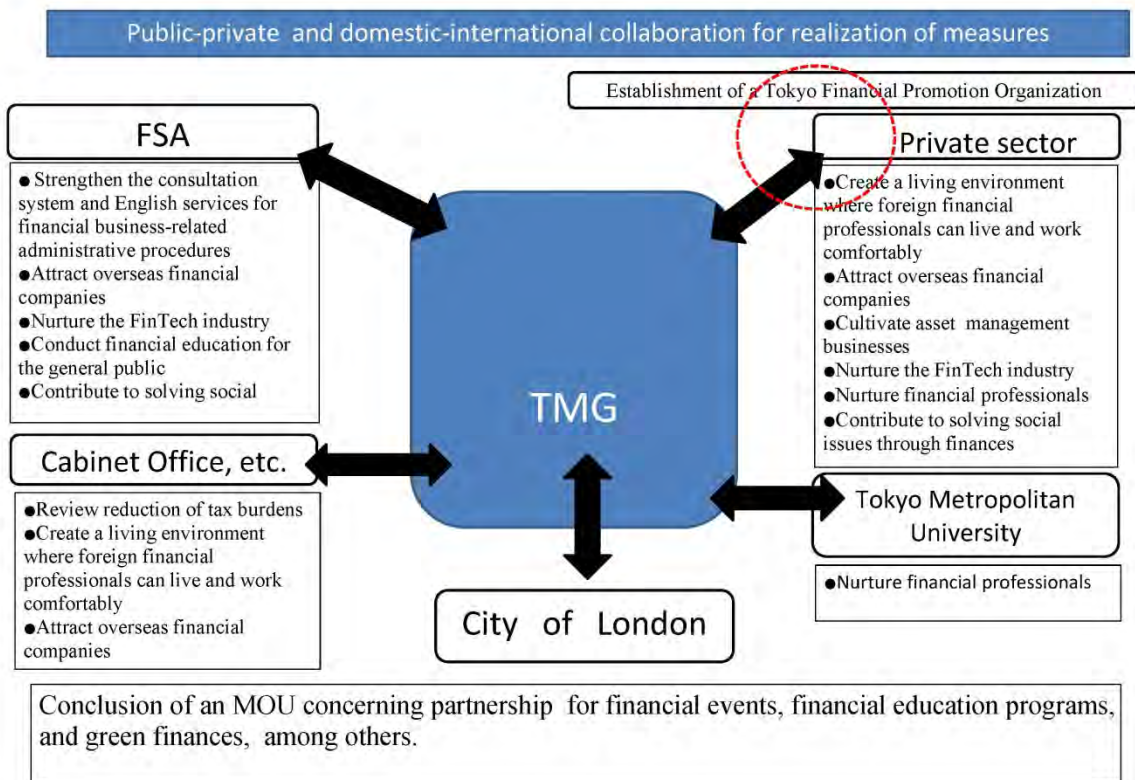 Public-private and domestic-international collaboration for realization of measures
Establishment of a Tokyo Financial Promotion Organization
FSA
● Strengthen the consultation
system and English services for
financial business-related
administrative procedures
●Attract overseas financial
companies
●Nurture the FinTech industry
●Conduct financial education for
the general public
●Contribute to solving social
Private sector
●Create a living environment
where foreign financial
professionals can live and work
comfortably
●Attract overseas financial
companies
●Cultivate asset management
businesses
●Nurture the FinTech industry
●Nurture financial professionals
●Contribute to solving social
issues through finances
TMG
Cabinet Office, etc.
●Review reduction of tax burdens
●Create a living environment
where foreign financial
professionals can live and work
comfortably
●Attract overseas financial
companies
Tokyo Metropolitan
University
●Nurture financial professionals
City of London
Conclusion of an MOU concerning partnership for financial events, financial education programs,
and green finances, among others.